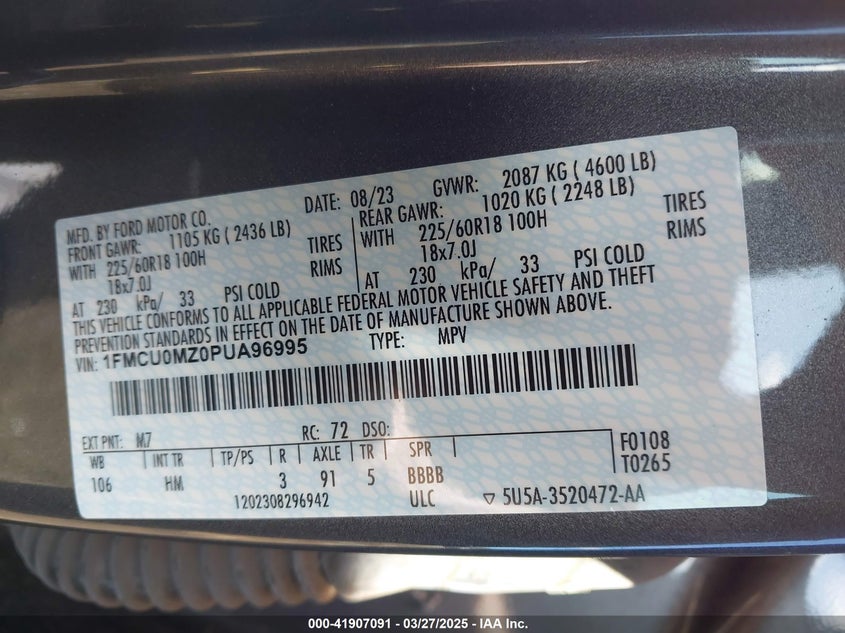 MFD. BY FORD MOTOR CO. DATE: 08/23 GVWR: 2087 KG ( 4600 LB)
FRONT GAWR: 1105 KG ( 2436 LB) REAR GAWR: 1020 KG ( 2248 LB)
WITH 225/60R18 100H TIRES WITH 225/60R18 100H TIRES
18x7.0J RIMS 18x7.0J RIMS
AT 230 kPa/ 33 PSI COLD AT 230 kPa/ 33 PSI COLD
THIS VEHICLE CONFORMS TO ALL APPLICABLE FEDERAL MOTOR VEHICLE SAFETY AND THEFT
PREVENTION STANDARDS IN EFFECT ON THE DATE OF MANUFACTURE SHOWN ABOVE.
VIN: 1FMCU0MZ0PUA96995 TYPE: MPV
EXT PNT: M7 RC: 72 DSO:
WB INT TR TP/PS R AXLE TR SPR F0108
106 HM 3 91 5 BBBB T0265
1202308296942 ULC ▽ 5U5A-3520472-AA
000-41907091 - 03/27/2025 - IAA Inc.